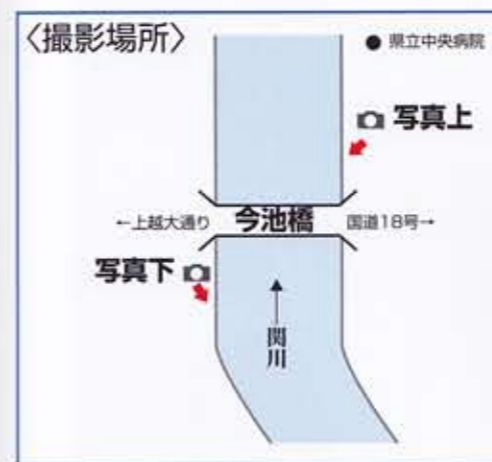 〈撮影場所〉
● 県立中央病院
写真上
←上越大通り 今池橋 国道18号→
写真下
関川